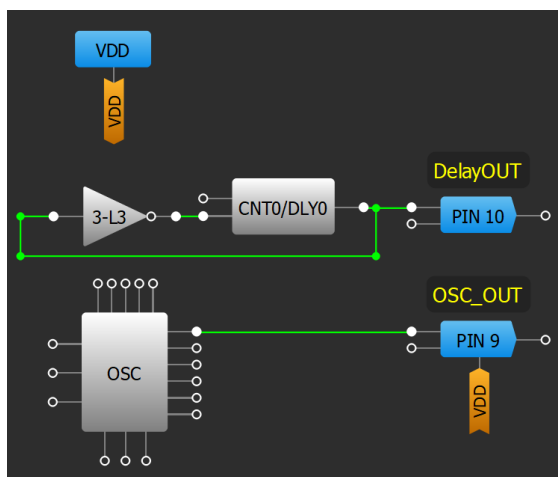 VDD
VDD
DelayOUT
3-L3
CNT0/DLY0
PIN 10
OSC_OUT
OSC
PIN 9
VDD